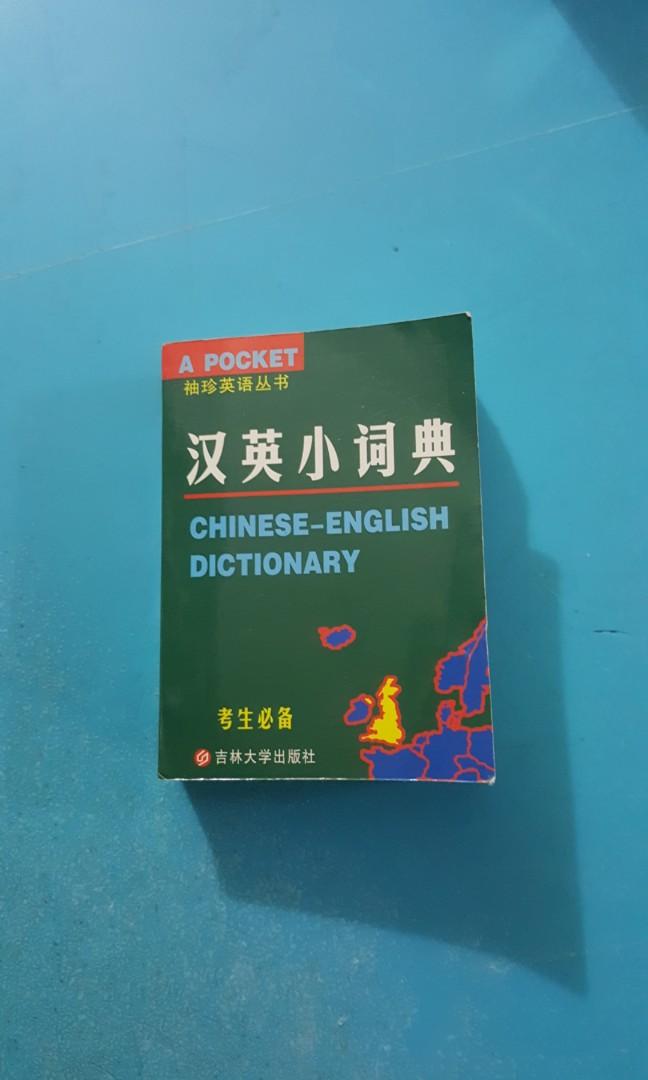 A POCKET
袖珍英语丛书
汉英小词典
CHINESE-ENGLISH
DICTIONARY
考生必备
吉林大学出版社